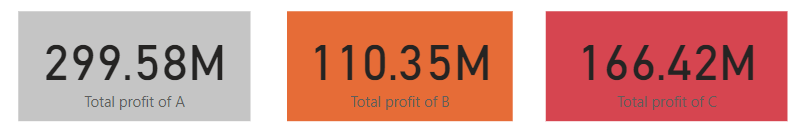 299.58M
Total profit of A
110.35M
Total profit of B
166.42M
Total profit of C